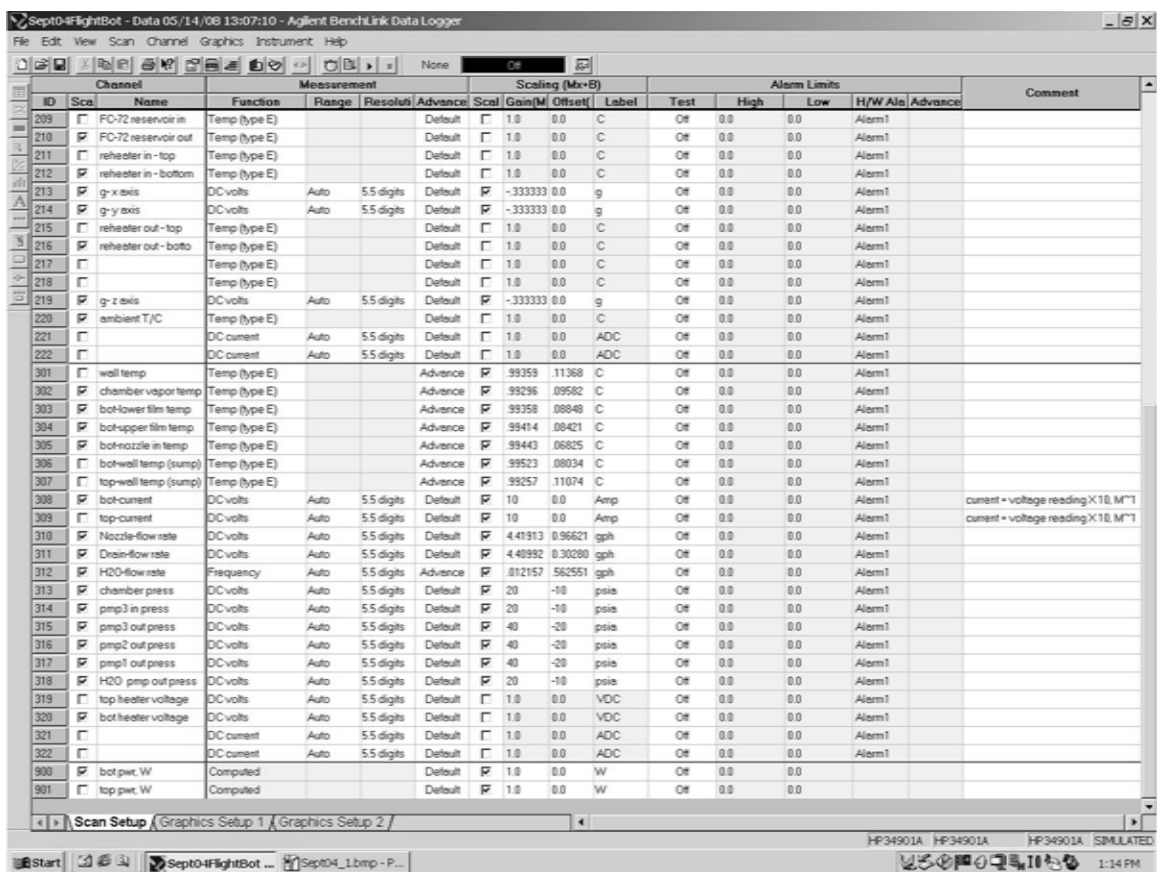 Sept04FlightBot - Data 05/14/08 13:07:10 - Agilent BenchLink Data Logger
File Edit View Scan Channel Graphics Instrument Help
None Off
Channel Measurement Scaling (Mx+B) Alarm Limits Comment
ID Sca Name Function Range Resoluti Advance Scal Gain(M Offset( Label Test High Low H/W Ala Advance
209 FC-72 reservoir in Temp (type E) Default 1.0 0.0 C Off 0.0 0.0 Alarm1
210 FC-72 reservoir out Temp (type E) Default 1.0 0.0 C Off 0.0 0.0 Alarm1
211 reheater in - top Temp (type E) Default 1.0 0.0 C Off 0.0 0.0 Alarm1
212 reheater in - bottom Temp (type E) Default 1.0 0.0 C Off 0.0 0.0 Alarm1
213 g- x axis DC volts Auto 5.5 digits Default -.333333 0.0 g Off 0.0 0.0 Alarm1
214 g- y axis DC volts Auto 5.5 digits Default -.333333 0.0 g Off 0.0 0.0 Alarm1
215 reheater out - top Temp (type E) Default 1.0 0.0 C Off 0.0 0.0 Alarm1
216 reheater out - botto Temp (type E) Default 1.0 0.0 C Off 0.0 0.0 Alarm1
217 Temp (type E) Default 1.0 0.0 C Off 0.0 0.0 Alarm1
218 Temp (type E) Default 1.0 0.0 C Off 0.0 0.0 Alarm1
219 g- z axis DC volts Auto 5.5 digits Default -.333333 0.0 g Off 0.0 0.0 Alarm1
220 ambient T/C Temp (type E) Default 1.0 0.0 C Off 0.0 0.0 Alarm1
221 DC current Auto 5.5 digits Default 1.0 0.0 ADC Off 0.0 0.0 Alarm1
222 DC current Auto 5.5 digits Default 1.0 0.0 ADC Off 0.0 0.0 Alarm1
301 wall temp Temp (type E) Advance .99359 .11368 C Off 0.0 0.0 Alarm1
302 chamber vapor temp Temp (type E) Advance .99296 .09582 C Off 0.0 0.0 Alarm1
303 bot-lower film temp Temp (type E) Advance .99358 .08848 C Off 0.0 0.0 Alarm1
304 bot-upper film temp Temp (type E) Advance .99414 .08421 C Off 0.0 0.0 Alarm1
305 bot-nozzle in temp Temp (type E) Advance .99443 .06825 C Off 0.0 0.0 Alarm1
306 bot-wall temp (sump) Temp (type E) Advance .99523 .08034 C Off 0.0 0.0 Alarm1
307 top-wall temp (sump) Temp (type E) Advance .99257 .11074 C Off 0.0 0.0 Alarm1
308 bot-current DC volts Auto 5.5 digits Default 10 0.0 Amp Off 0.0 0.0 Alarm1 current = voltage reading X 10, M~1
309 top-current DC volts Auto 5.5 digits Default 10 0.0 Amp Off 0.0 0.0 Alarm1 current = voltage reading X 10, M~1
310 Nozzle-flow rate DC volts Auto 5.5 digits Default 4.41913 0.96621 gph Off 0.0 0.0 Alarm1
311 Drain-flow rate DC volts Auto 5.5 digits Default 4.40992 0.30280 gph Off 0.0 0.0 Alarm1
312 H2O-flow rate Frequency Auto 5.5 digits Advance .012157 .562551 gph Off 0.0 0.0 Alarm1
313 chamber press DC volts Auto 5.5 digits Default 20 -10 psia Off 0.0 0.0 Alarm1
314 pmp3 in press DC volts Auto 5.5 digits Default 20 -10 psia Off 0.0 0.0 Alarm1
315 pmp3 out press DC volts Auto 5.5 digits Default 40 -20 psia Off 0.0 0.0 Alarm1
316 pmp2 out press DC volts Auto 5.5 digits Default 40 -20 psia Off 0.0 0.0 Alarm1
317 pmp1 out press DC volts Auto 5.5 digits Default 40 -20 psia Off 0.0 0.0 Alarm1
318 H2O pmp out press DC volts Auto 5.5 digits Default 20 -10 psia Off 0.0 0.0 Alarm1
319 top heater voltage DC volts Auto 5.5 digits Default 1.0 0.0 VDC Off 0.0 0.0 Alarm1
320 bot heater voltage DC volts Auto 5.5 digits Default 1.0 0.0 VDC Off 0.0 0.0 Alarm1
321 DC current Auto 5.5 digits Default 1.0 0.0 ADC Off 0.0 0.0 Alarm1
322 DC current Auto 5.5 digits Default 1.0 0.0 ADC Off 0.0 0.0 Alarm1
900 bot pwr, W Computed Default 1.0 0.0 W Off 0.0 0.0
901 top pwr, W Computed Default 1.0 0.0 W Off 0.0 0.0
Scan Setup Graphics Setup 1 Graphics Setup 2
HP34901A HP34901A HP34901A SIMULATED
Start Sept04FlightBot ... Sept04_1.bmp - P... 1:14 PM